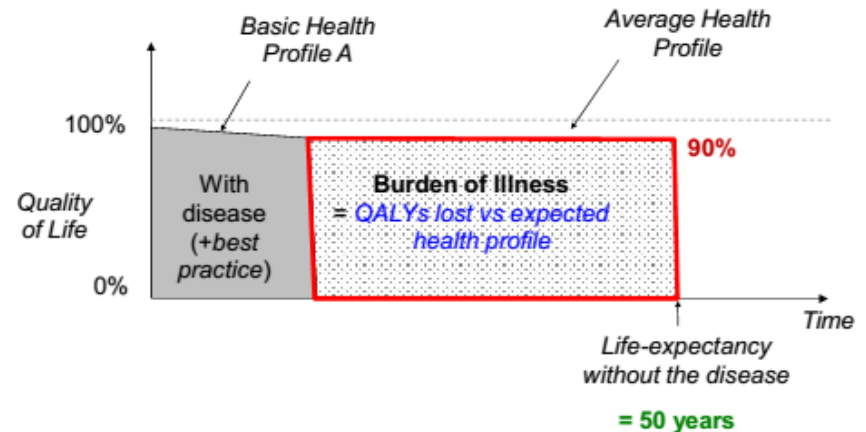 Basic Health
Profile A
Average Health
Profile
100%
90%
Quality
of Life
With
disease
(+best
practice)
Burden of Illness
= QALYs lost vs expected
health profile
0%
Time
Life-expectancy
without the disease
= 50 years